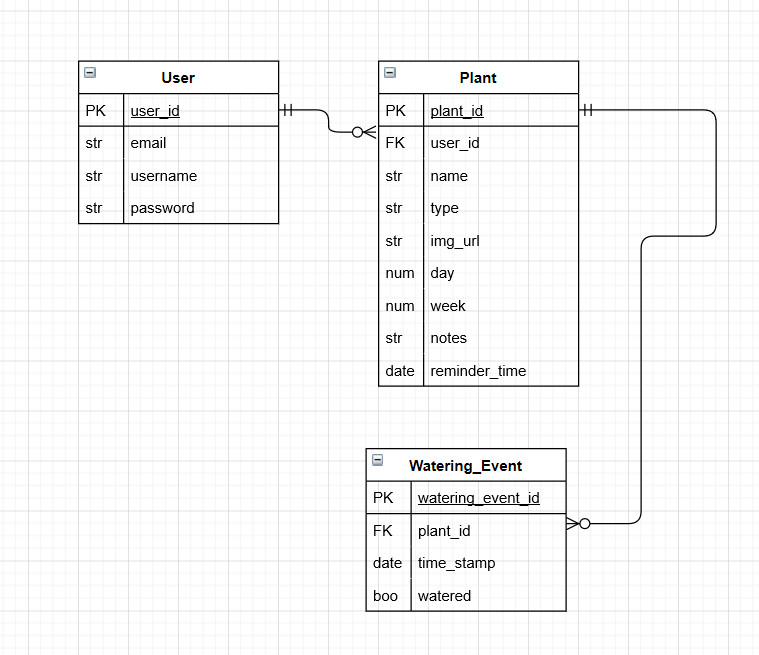 User
PK user_id
str email
str username
str password
Plant
PK plant_id
FK user_id
str name
str type
str img_url
num day
num week
str notes
date reminder_time
Watering_Event
PK watering_event_id
FK plant_id
date time_stamp
boo watered